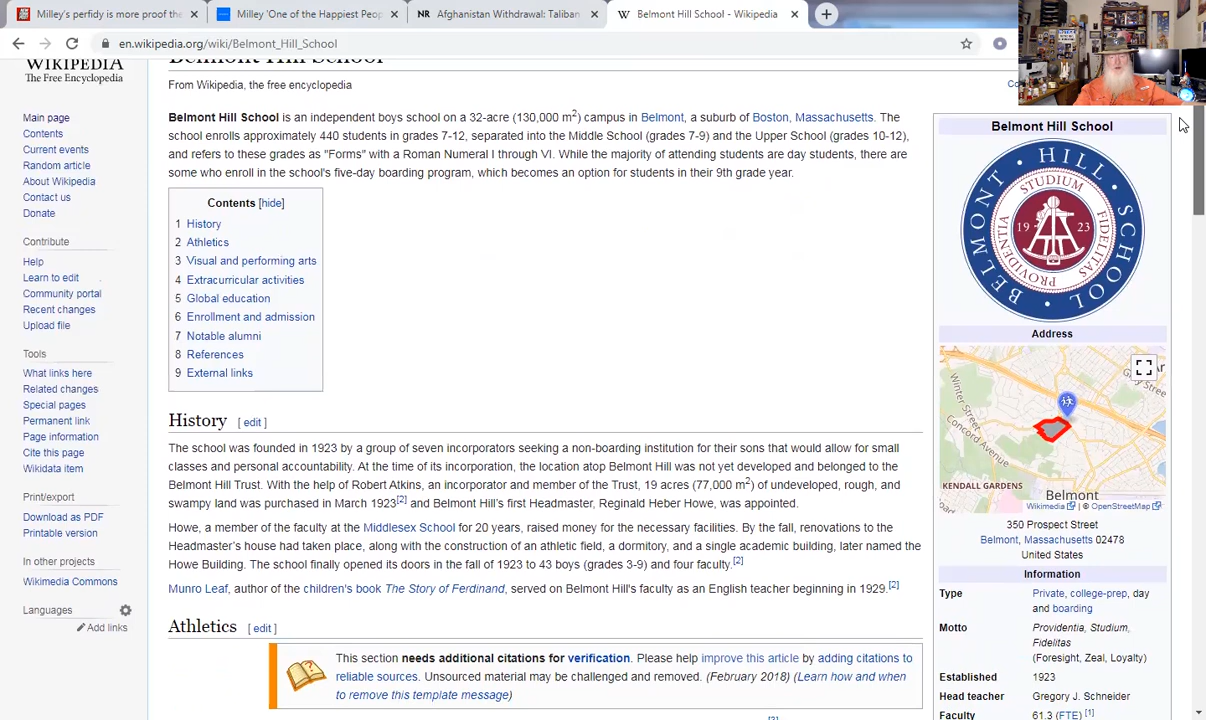 Milley's perfidy is more proof the
Milley 'One of the Happiest Peop
NR Afghanistan Withdrawal: Taliban
W Belmont Hill School - Wikipedia
en.wikipedia.org/wiki/Belmont_Hill_School
WIKIPEDIA
The Free Encyclopedia
Main page
Contents
Current events
Random article
About Wikipedia
Contact us
Donate
Contribute
Help
Learn to edit
Community portal
Recent changes
Upload file
Tools
What links here
Related changes
Special pages
Permanent link
Page information
Cite this page
Wikidata item
Print/export
Download as PDF
Printable version
In other projects
Wikimedia Commons
Languages
Add links
Belmont Hill School
From Wikipedia, the free encyclopedia
Belmont Hill School is an independent boys school on a 32-acre (130,000 m2) campus in Belmont, a suburb of Boston, Massachusettes. The
school enrolls approximately 440 students in grades 7-12, separated into the Middle School (grades 7-9) and the Upper School (grades 10-12),
and refers to these grades as "Forms" with a Roman Numeral I through VI. While the majority of attending students are day students, there are
some who enroll in the school's five-day boarding program, which becomes an option for students in their 9th grade year.
Contents [hide]
1 History
2 Athletics
3 Visual and performing arts
4 Extracurricular activities
5 Global education
6 Enrollment and admission
7 Notable alumni
8 References
9 External links
History [ edit ]
The school was founded in 1923 by a group of seven incorporators seeking a non-boarding institution for their sons that would allow for small
classes and personal accountability. At the time of its incorporation, the location atop Belmont Hill was not yet developed and belonged to the
Belmont Hill Trust. With the help of Robert Atkins, an incorporator and member of the Trust, 19 acres (77,000 m2) of undeveloped, rough, and
swampy land was purchased in March 1923[2] and Belmont Hill's first Headmaster, Reginald Heber Howe, was appointed.
Howe, a member of the faculty at the Middlesex School for 20 years, raised money for the necessary facilities. By the fall, renovations to the
Headmaster's house had taken place, along with the construction of an athletic field, a dormitory, and a single academic building, later named the
Howe Building. The school finally opened its doors in the fall of 1923 to 43 boys (grades 3-9) and four faculty.[2]
Munro Leaf, author of the children's book The Story of Ferdinand, served on Belmont Hill's faculty as an English teacher beginning in 1929.[2]
Athletics [ edit ]
This section needs additional citations for verification. Please help improve this article by adding citations to
reliable sources. Unsourced material may be challenged and removed. (February 2018) (Learn how and when
to remove this template message)
[3]
Co
Belmont Hill School
BELMONT · HILL · SCHOOL
STUDIUM FIDELITAS PROVIDENTIA
19 23
Address
Winter Street
Concord Avenue
Gray Street
Ar
KENDALL GARDENS
Belmont
Wikimedia | © OpenStreetMap
350 Prospect Street
Belmont, Massachusetts 02478
United States
Information
Type Private, college-prep, day
and boarding
Motto Providentia, Studium,
Fidelitas
(Foresight, Zeal, Loyalty)
Established 1923
Head teacher Gregory J. Schneider
Faculty 61.3 (FTE) [1]